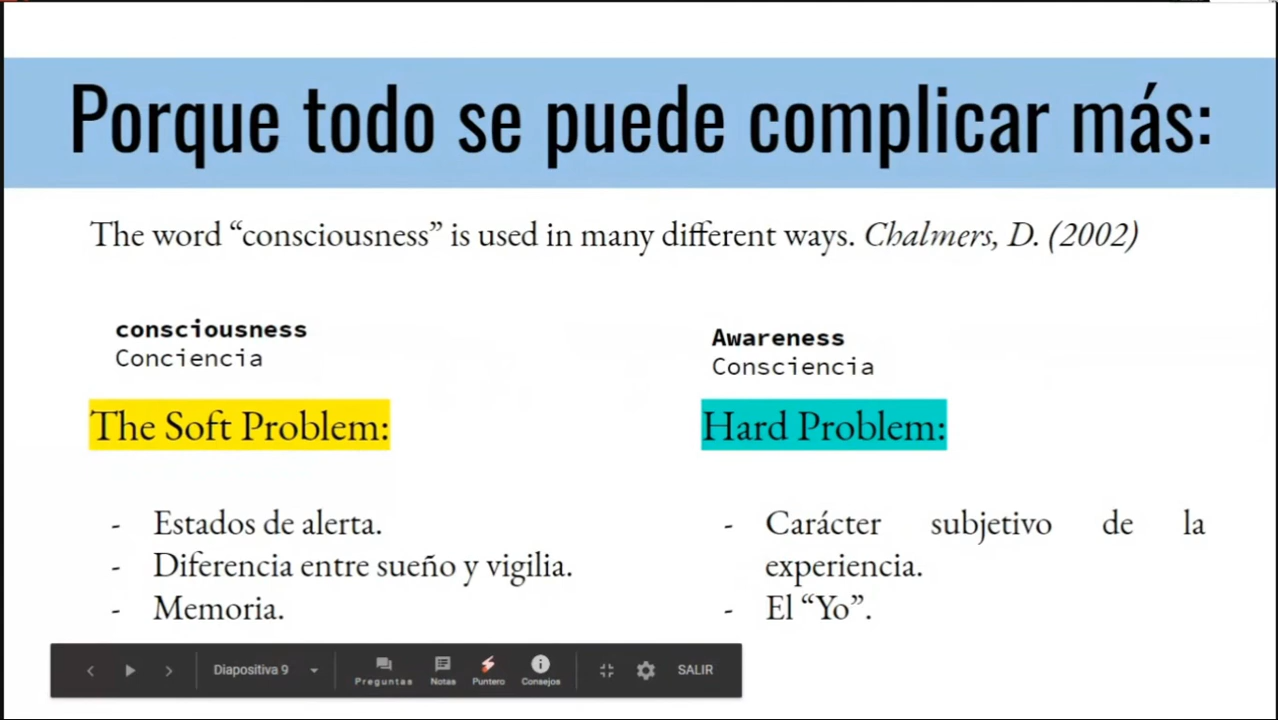 Porque todo se puede complicar más:
The word “consciousness” is used in many different ways. Chalmers, D. (2002)
consciousness
Conciencia
The Soft Problem:
- Estados de alerta.
- Diferencia entre sueño y vigilia.
- Memoria.
Awareness
Consciencia
Hard Problem:
- Carácter subjetivo de la
experiencia.
- El “Yo”.
Diapositiva 9
Preguntas
Notas
Puntero
Consejos
SALIR